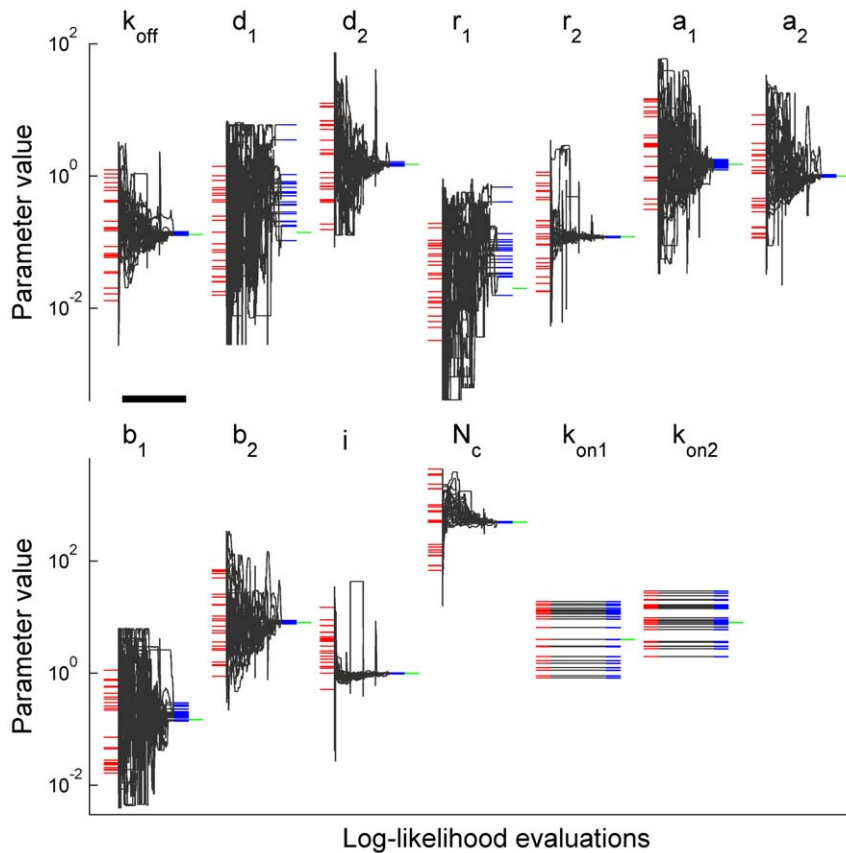 k_off d_1 d_2 r_1 r_2 a_1 a_2
10^2
10^0
10^-2
Parameter value
b_1 b_2 i N_c k_on1 k_on2
10^2
10^0
10^-2
Parameter value
Log-likelihood evaluations